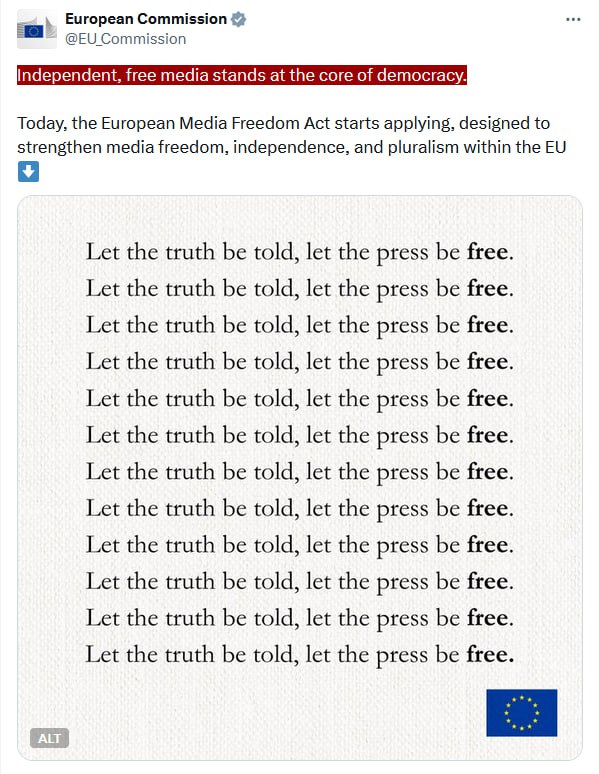 European Commission
@EU_Commission
Independent, free media stands at the core of democracy.
Today, the European Media Freedom Act starts applying, designed to
strengthen media freedom, independence, and pluralism within the EU
Let the truth be told, let the press be free.
Let the truth be told, let the press be free.
Let the truth be told, let the press be free.
Let the truth be told, let the press be free.
Let the truth be told, let the press be free.
Let the truth be told, let the press be free.
Let the truth be told, let the press be free.
Let the truth be told, let the press be free.
Let the truth be told, let the press be free.
Let the truth be told, let the press be free.
Let the truth be told, let the press be free.
Let the truth be told, let the press be free.
ALT